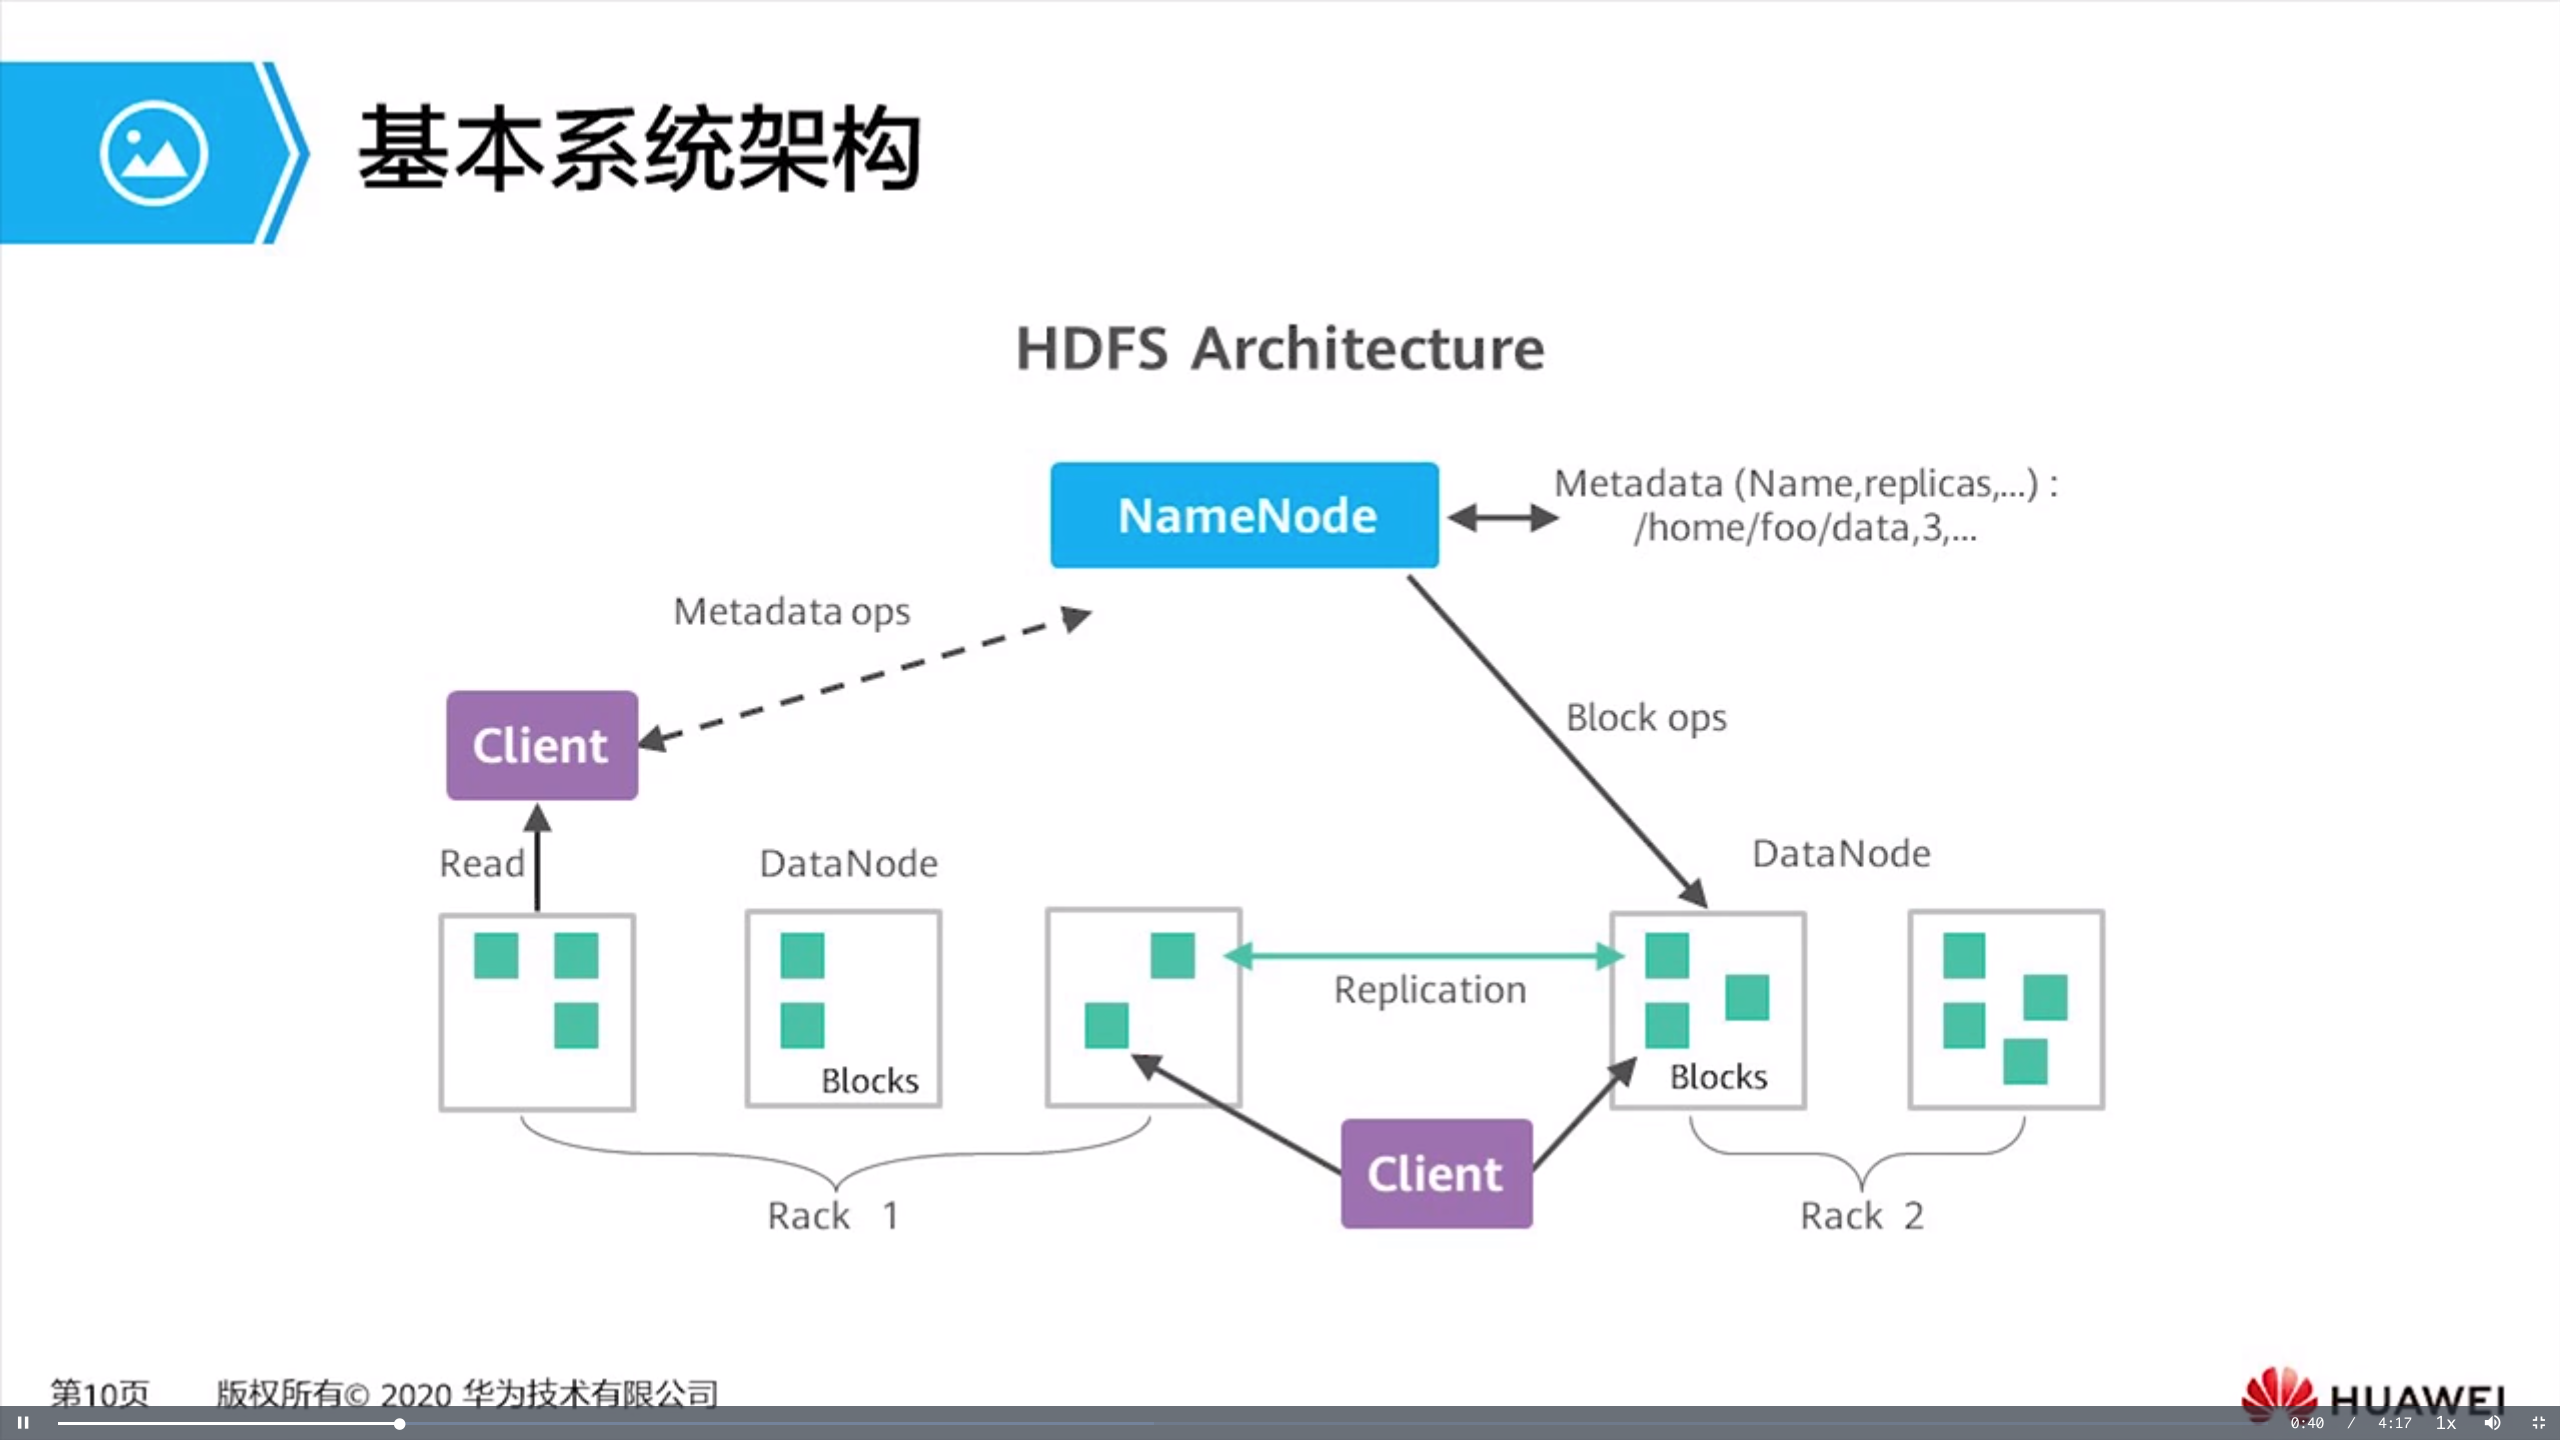 基本系统架构
HDFS Architecture
NameNode
Metadata (Name,replicas,...) :
/home/foo/data,3,...
Metadata ops
Client
Block ops
Read
DataNode
DataNode
Replication
Blocks
Blocks
Client
Rack 1
Rack 2
第10页
版权所有© 2020 华为技术有限公司
HUAWEI
0:40 / 4:17 1x